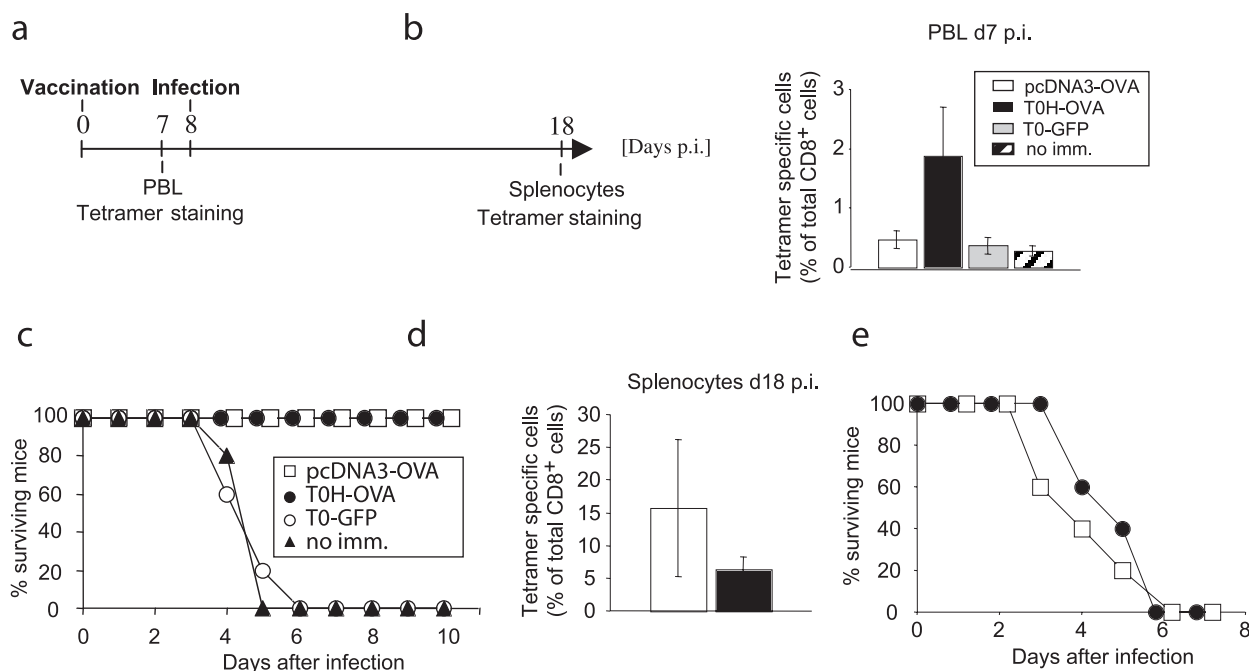 a
Vaccination Infection
0 7 8 18
[Days p.i.]
PBL
Tetramer staining
Splenocytes
Tetramer staining
b
PBL d7 p.i.
Tetramer specific cells
(% of total CD8+ cells)
3
2
1
0
pcDNA3-OVA
T0H-OVA
T0-GFP
no imm.
c
% surviving mice
100
80
60
40
20
0
0 2 4 6 8 10
Days after infection
pcDNA3-OVA
T0H-OVA
T0-GFP
no imm.
d
Splenocytes d18 p.i.
Tetramer specific cells
(% of total CD8+ cells)
30
25
20
15
10
5
0
e
% surviving mice
100
80
60
40
20
0
0 2 4 6 8
Days after infection